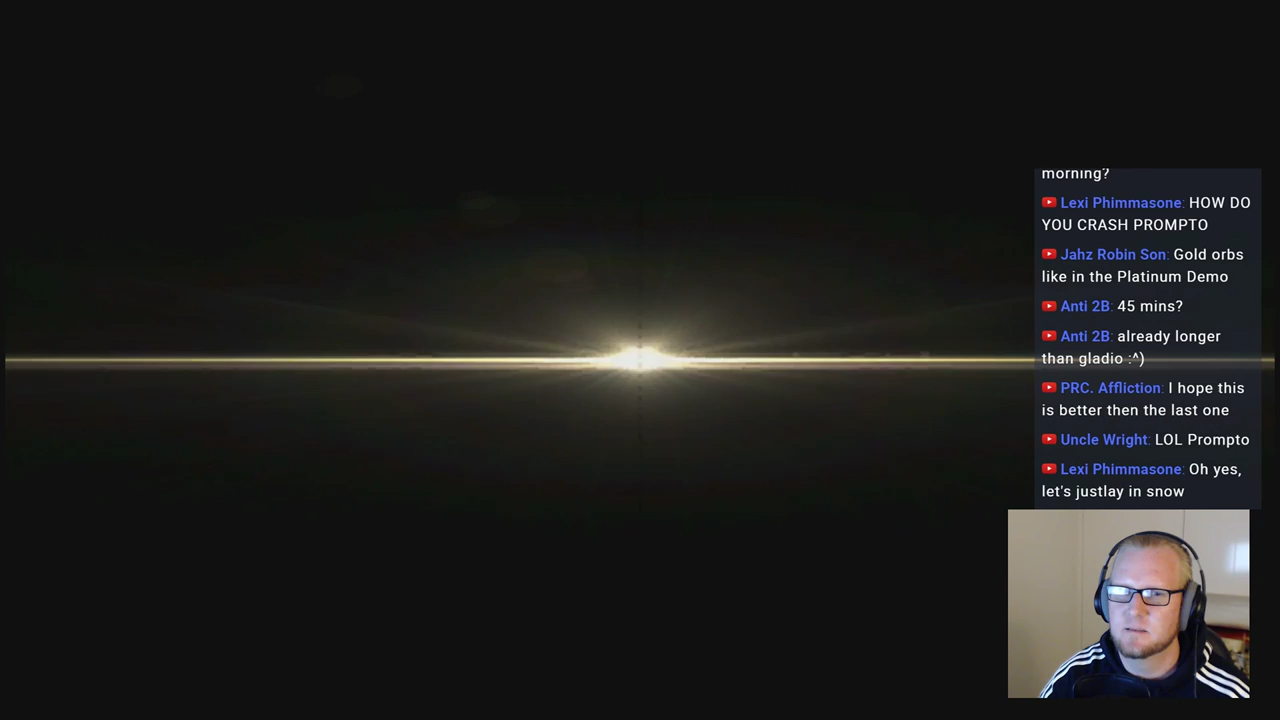 morning?
Lexi Phimmasone: HOW DO
YOU CRASH PROMPTO
Jahz Robin Son: Gold orbs
like in the Platinum Demo
Anti 2B: 45 mins?
Anti 2B: already longer
than gladio :^)
PRC. Affliction: I hope this
is better then the last one
Uncle Wright: LOL Prompto
Lexi Phimmasone: Oh yes,
let's justlay in snow